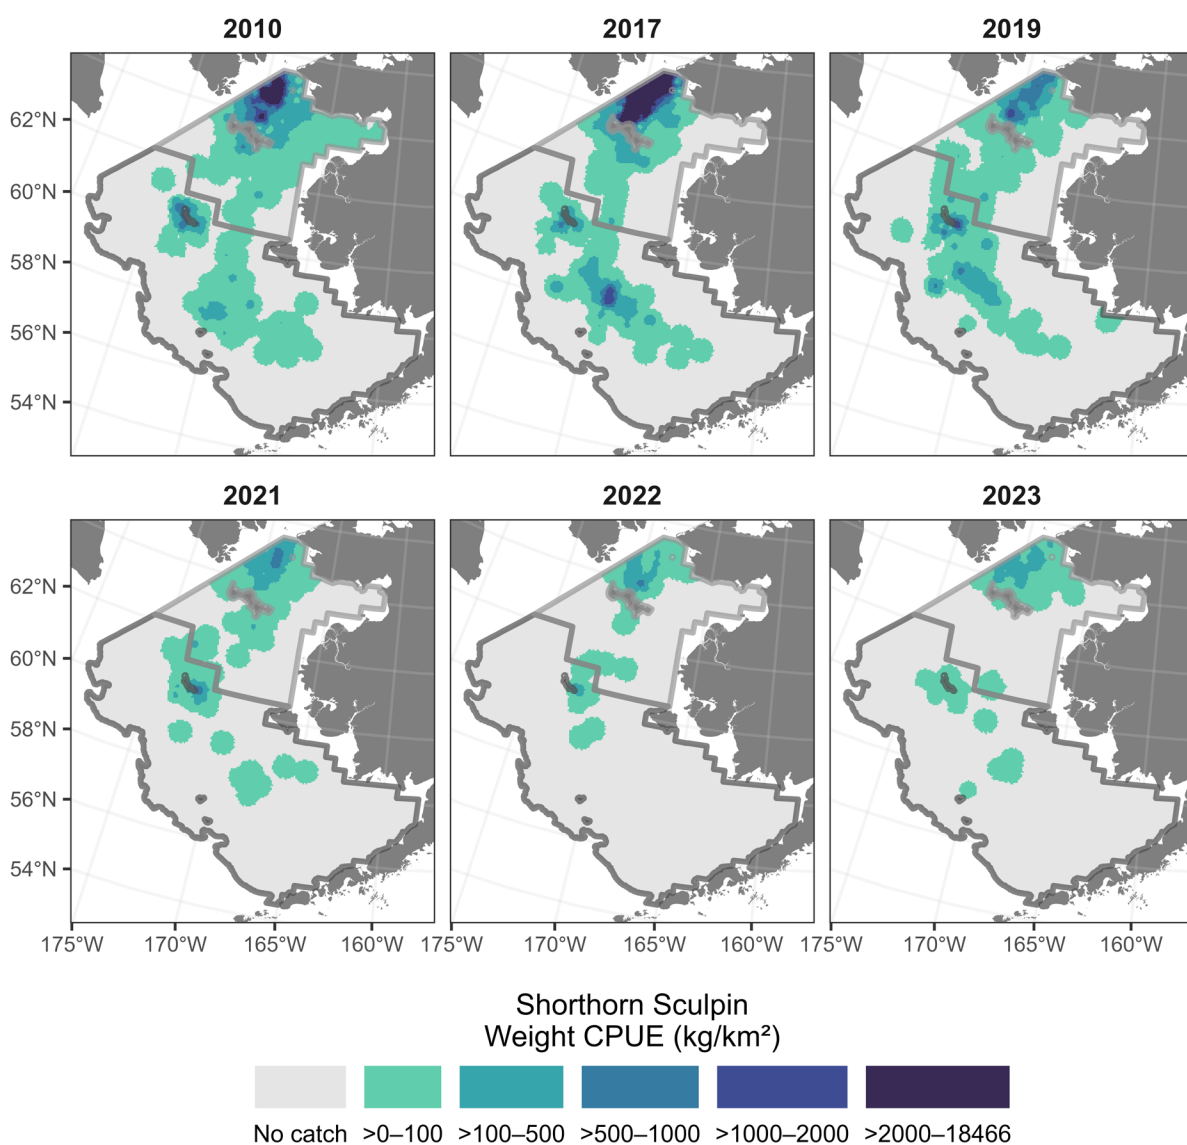 2010 2017 2019
62°N
60°N
58°N
56°N
54°N
2021 2022 2023
62°N
60°N
58°N
56°N
54°N
175°W 170°W 165°W 160°W 175°W 170°W 165°W 160°W 175°W 170°W 165°W 160°W
Shorthorn Sculpin
Weight CPUE (kg/km²)
No catch >0–100 >100–500 >500–1000 >1000–2000 >2000–18466